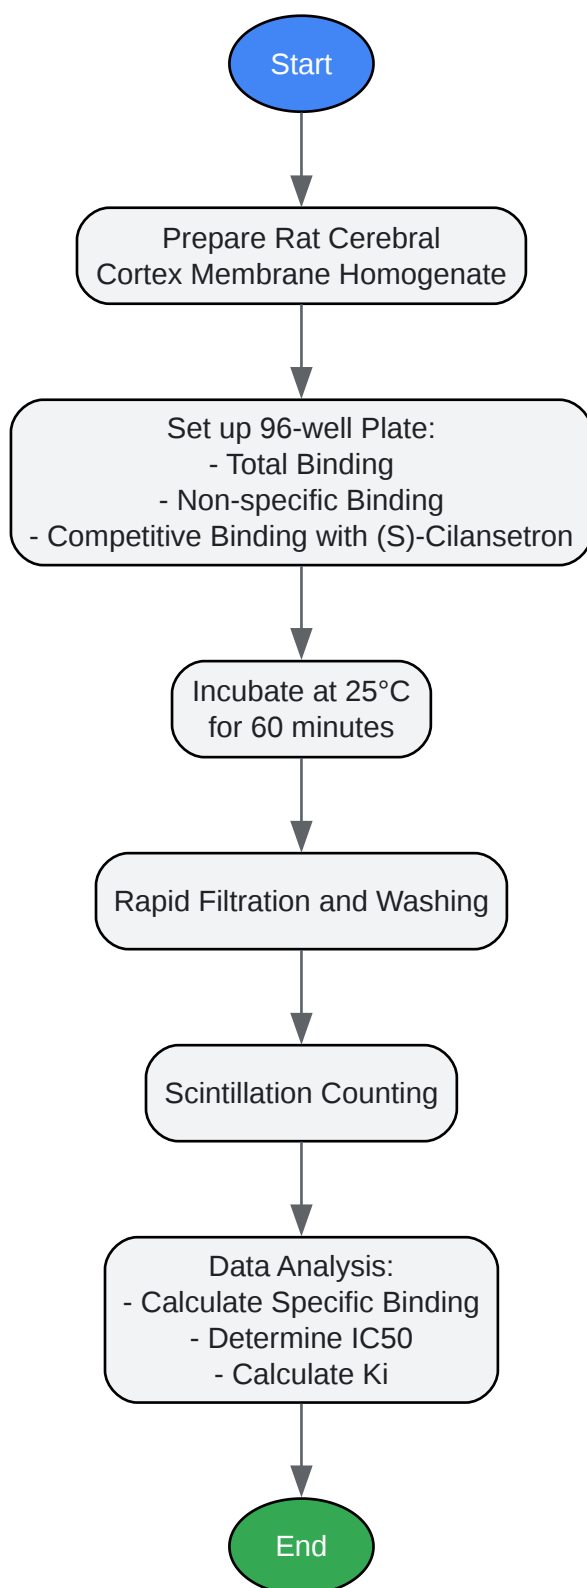 Start
Prepare Rat Cerebral
Cortex Membrane Homogenate
Set up 96-well Plate:
- Total Binding
- Non-specific Binding
- Competitive Binding with (S)-Cilansetron
Incubate at 25°C
for 60 minutes
Rapid Filtration and Washing
Scintillation Counting
Data Analysis:
- Calculate Specific Binding
- Determine IC50
- Calculate Ki
End